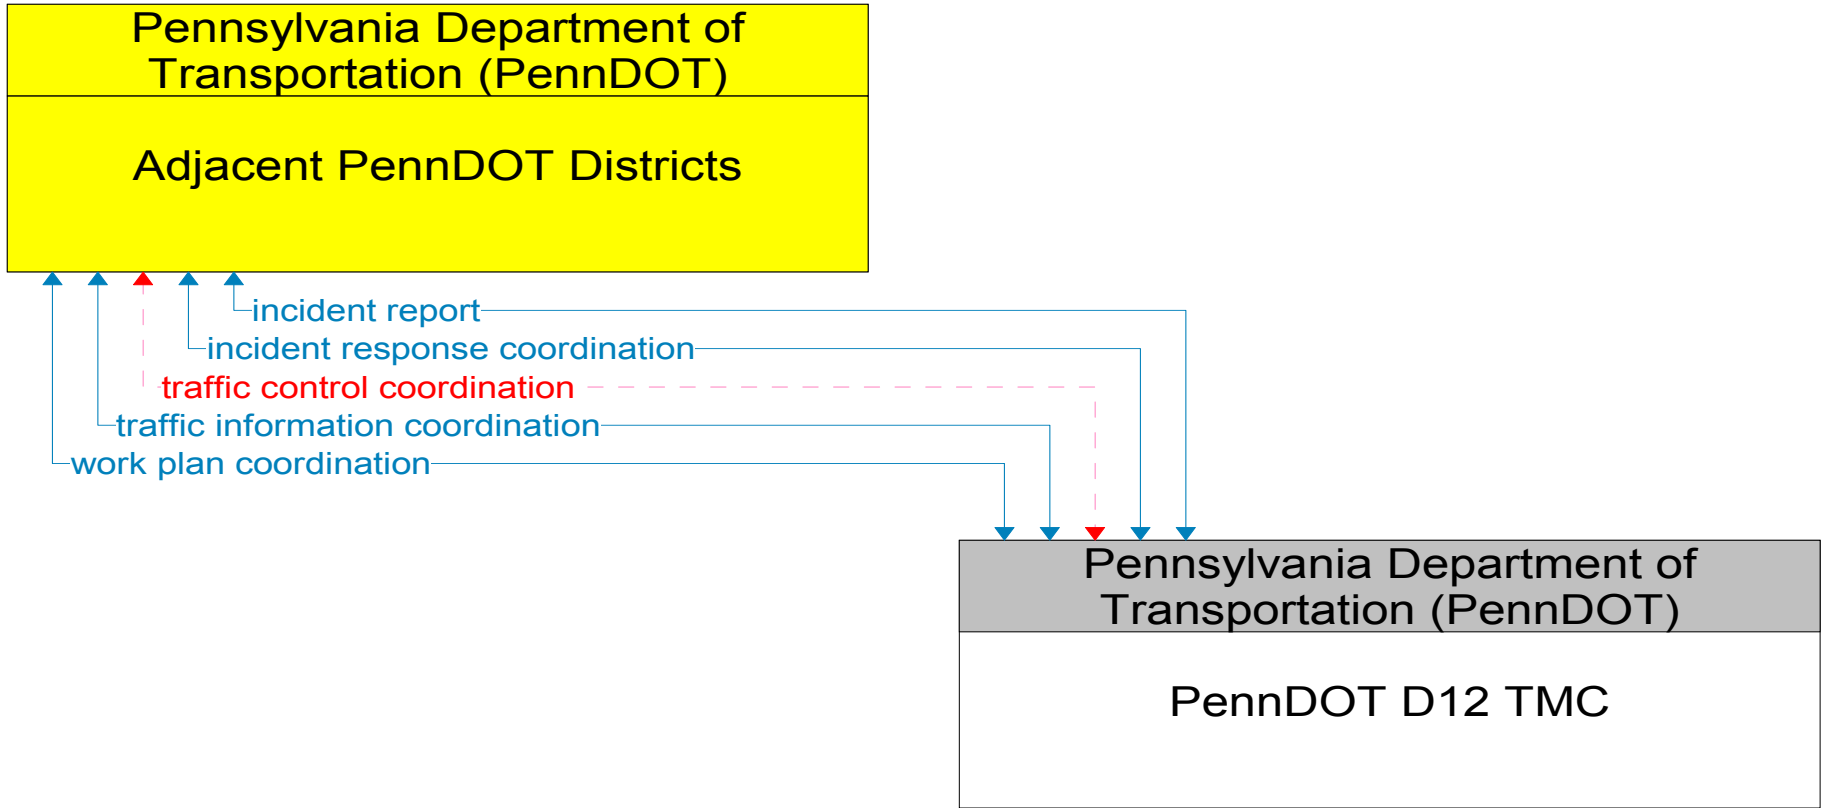 Pennsylvania Department of
Transportation (PennDOT)
Adjacent PennDOT Districts
incident report
incident response coordination
traffic control coordination
traffic information coordination
work plan coordination
Pennsylvania Department of
Transportation (PennDOT)
PennDOT D12 TMC